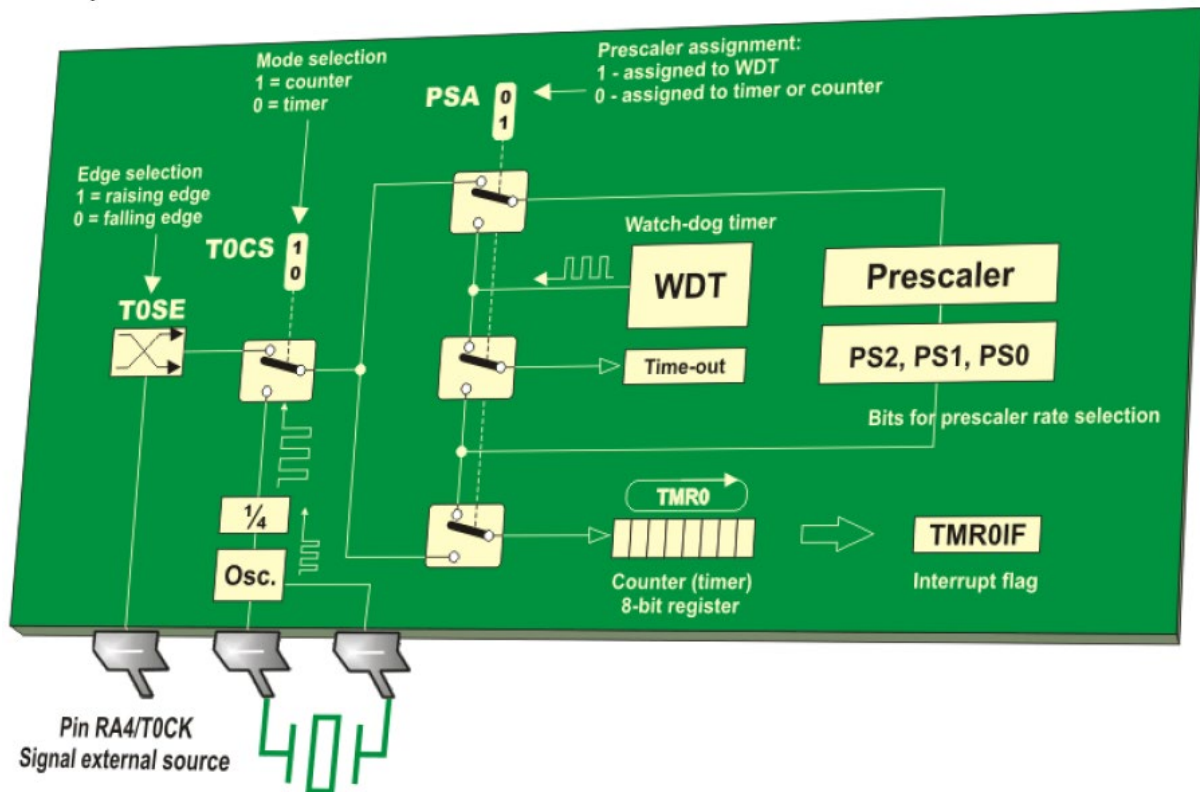 Mode selection
1 = counter
0 = timer
Prescaler assignment:
1 - assigned to WDT
0 - assigned to timer or counter
PSA
0
1
Edge selection
1 = raising edge
0 = falling edge
T0CS
1
0
T0SE
Watch-dog timer
WDT
Prescaler
Time-out
PS2, PS1, PS0
Bits for prescaler rate selection
¼
Osc.
TMR0
TMR0IF
Counter (timer)
8-bit register
Interrupt flag
Pin RA4/T0CK
Signal external source